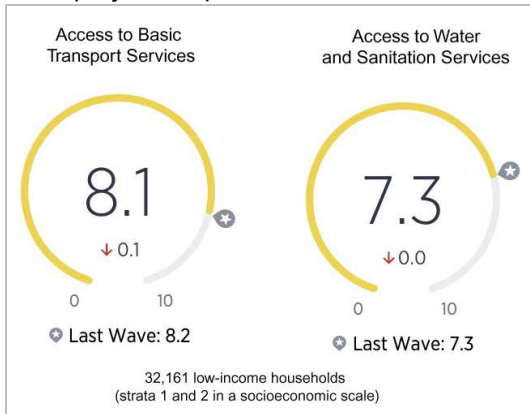 Access to Basic
Transport Services
8.1
↓ 0.1
0 10
Last Wave: 8.2
Access to Water
and Sanitation Services
7.3
↓ 0.0
0 10
Last Wave: 7.3
32,161 low-income households
(strata 1 and 2 in a socioeconomic scale)